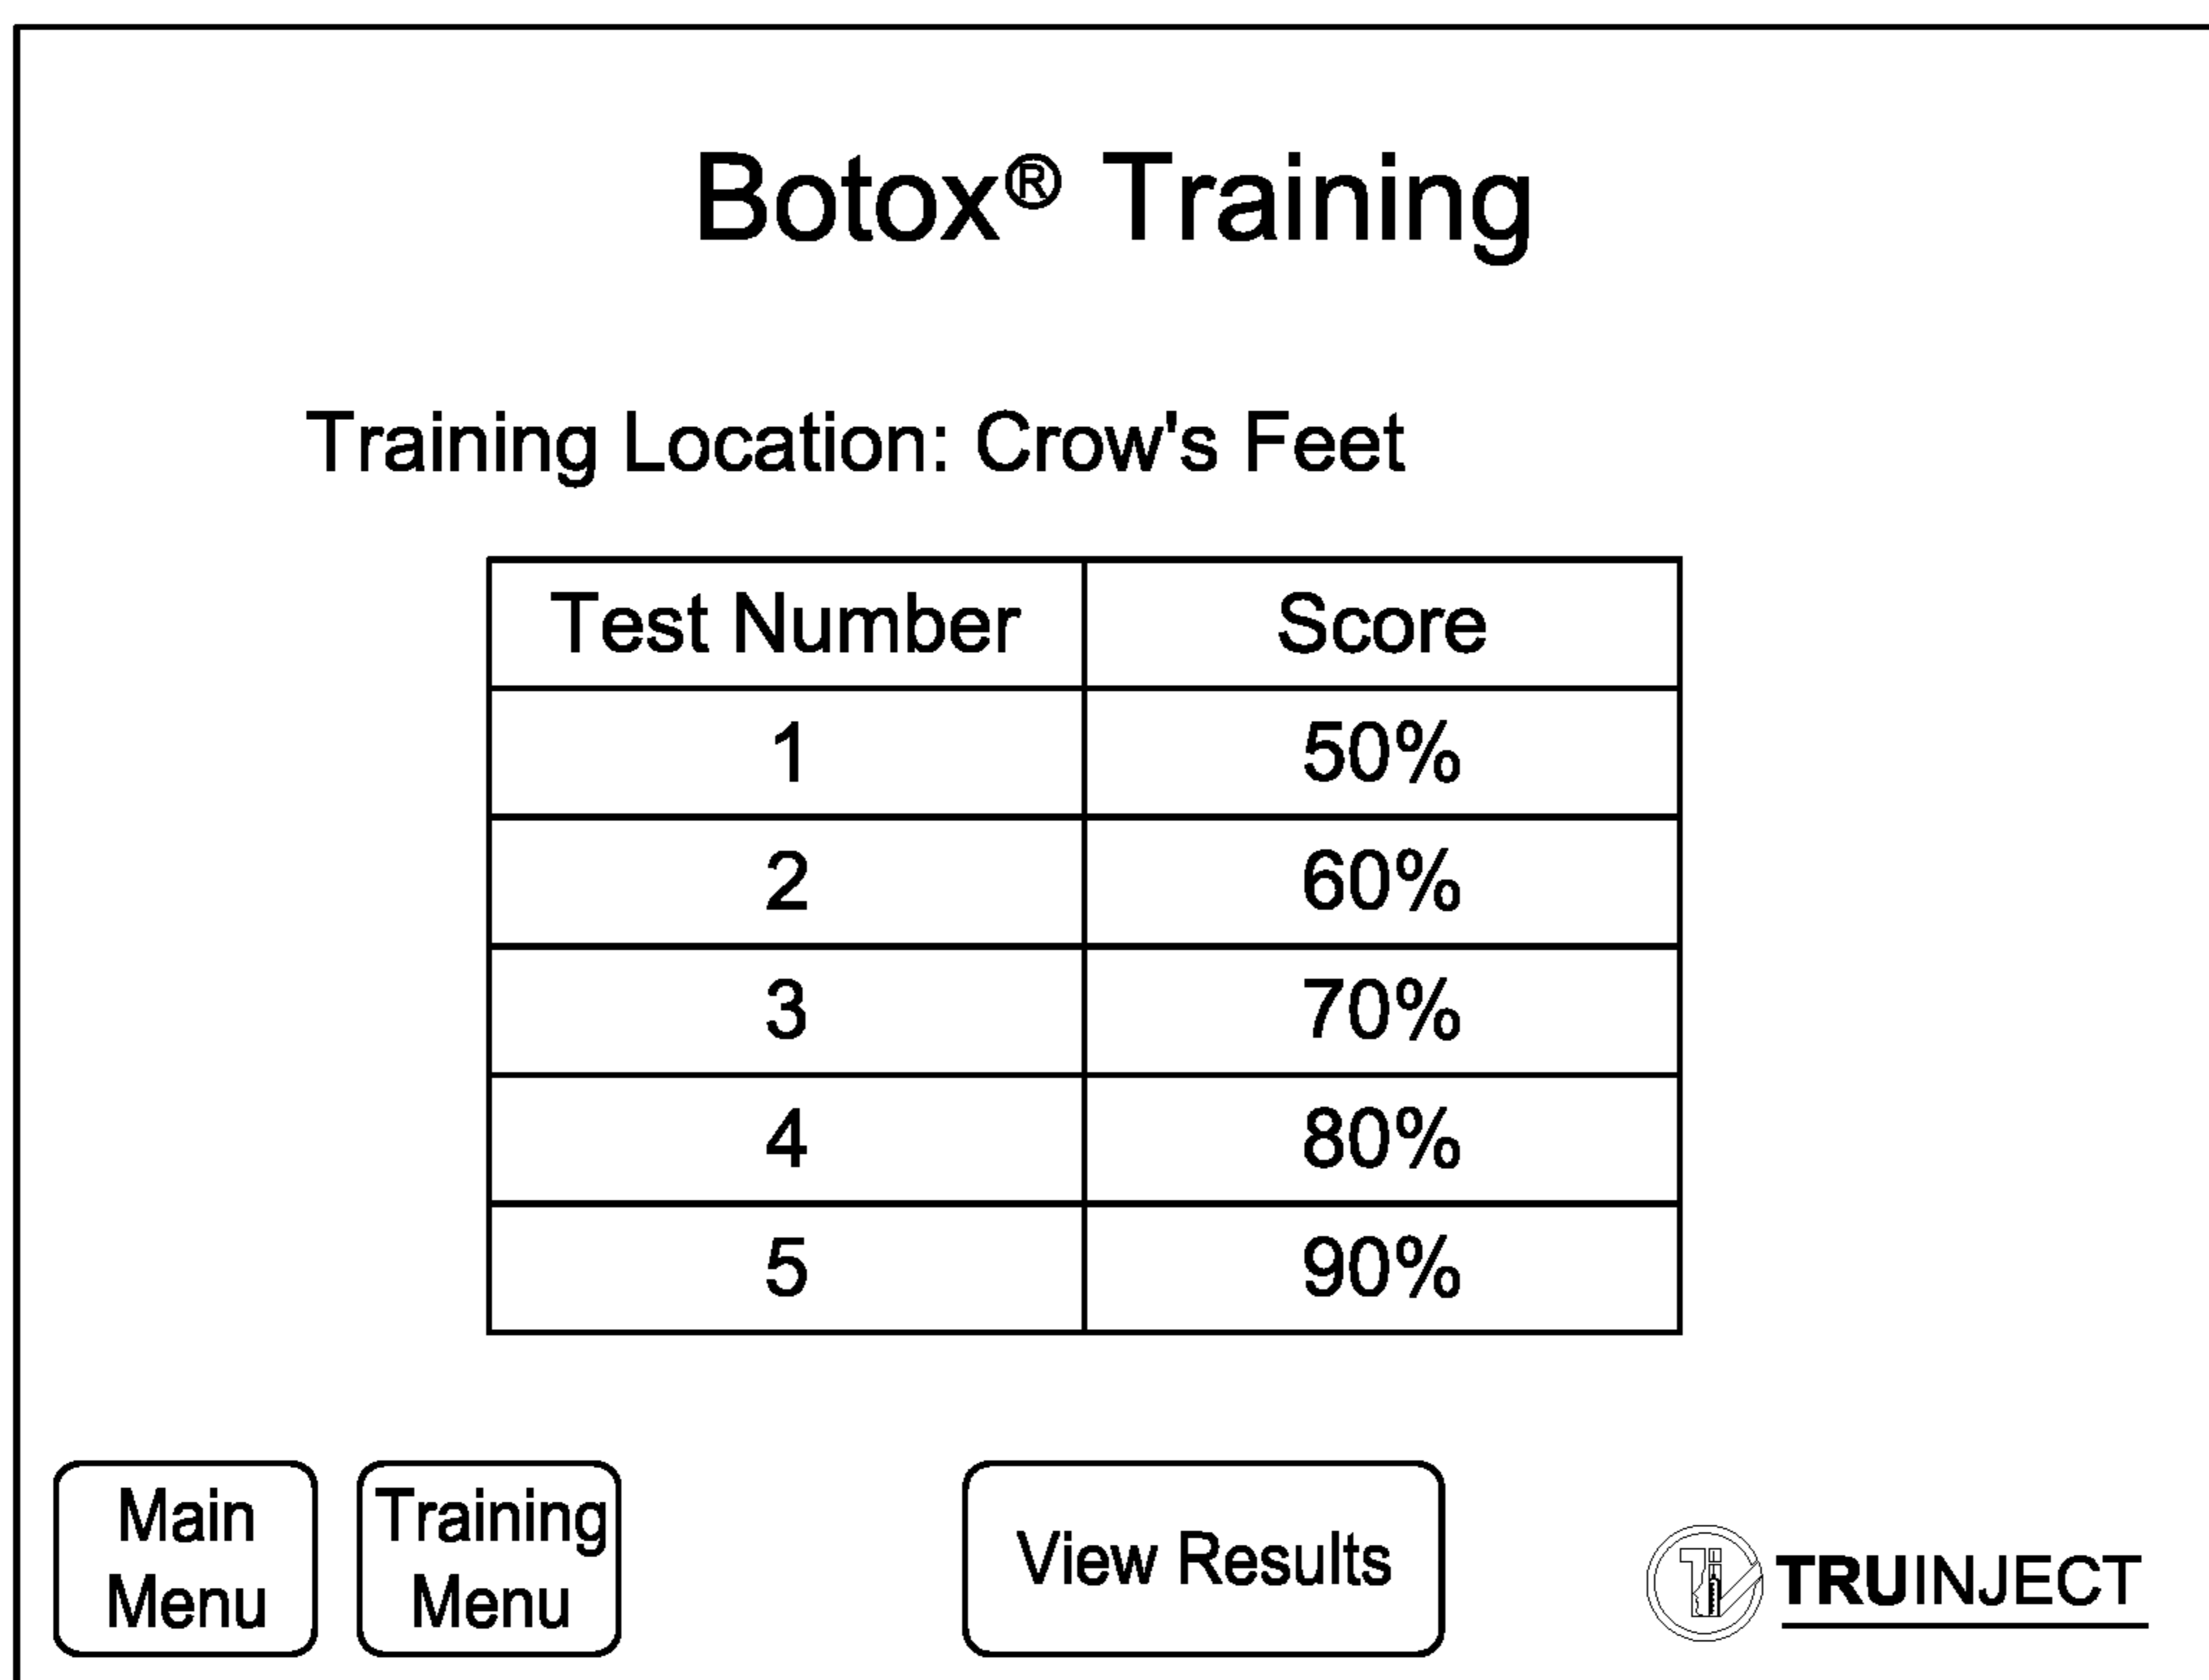 Botox® Training
Training Location: Crow's Feet
Test Number Score
1 50%
2 60%
3 70%
4 80%
5 90%
Main
Menu
Training
Menu
View Results
TRUINJECT